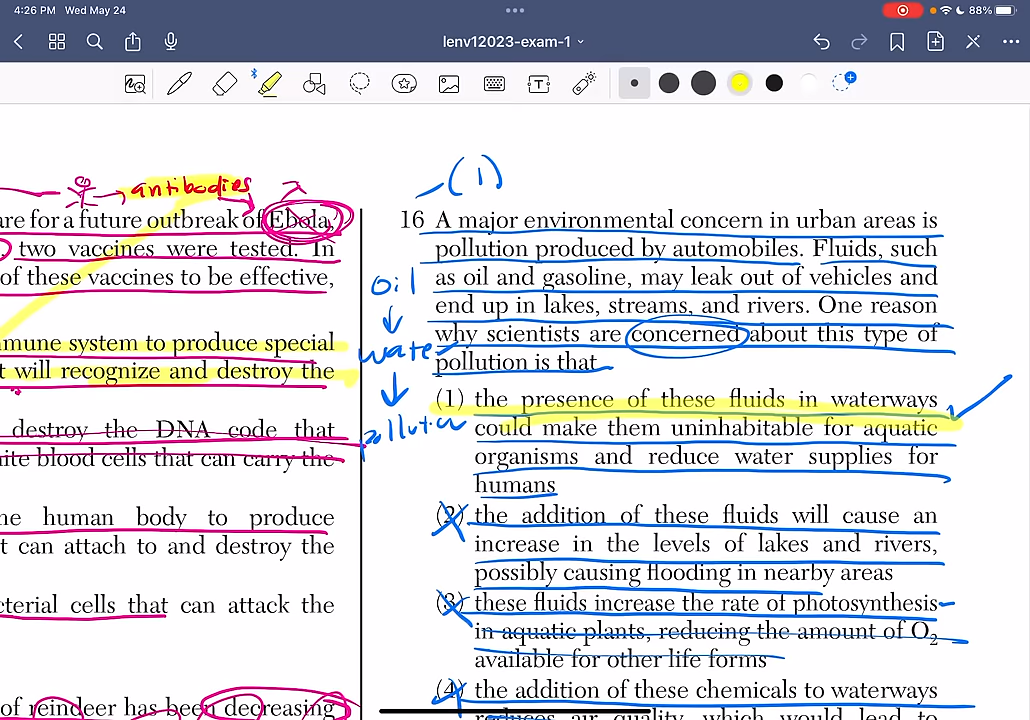 4:26 PM Wed May 24
88%
lenv12023-exam-1
antibodies
are for a future outbreak of Ebola,
two vaccines were tested. In
of these vaccines to be effective,
mmune system to produce special
t will recognize and destroy the
destroy the DNA code that
ite blood cells that can carry the
ne human body to produce
t can attach to and destroy the
cterial cells that can attack the
of reindeer has been decreasing
(1)
oil
water
pollution
16 A major environmental concern in urban areas is
pollution produced by automobiles. Fluids, such
as oil and gasoline, may leak out of vehicles and
end up in lakes, streams, and rivers. One reason
why scientists are concerned about this type of
pollution is that
(1) the presence of these fluids in waterways
could make them uninhabitable for aquatic
organisms and reduce water supplies for
humans
(2) the addition of these fluids will cause an
increase in the levels of lakes and rivers,
possibly causing flooding in nearby areas
(3) these fluids increase the rate of photosynthesis
in aquatic plants, reducing the amount of O2
available for other life forms
(4) the addition of these chemicals to waterways
reduces air quality, which would lead to